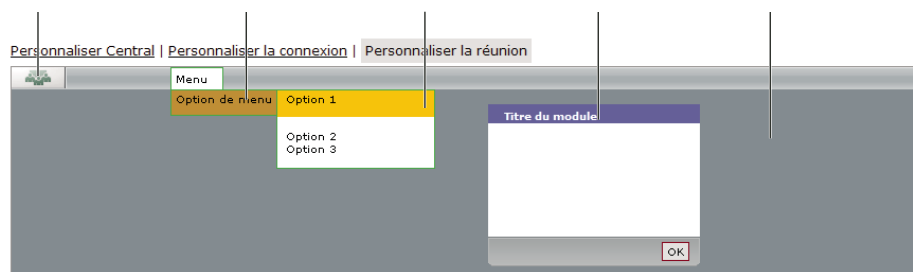 Personnaliser Central | Personnaliser la connexion | Personnaliser la réunion
Menu
Option de menu
Option 1
Option 2
Option 3
Titre du module
OK